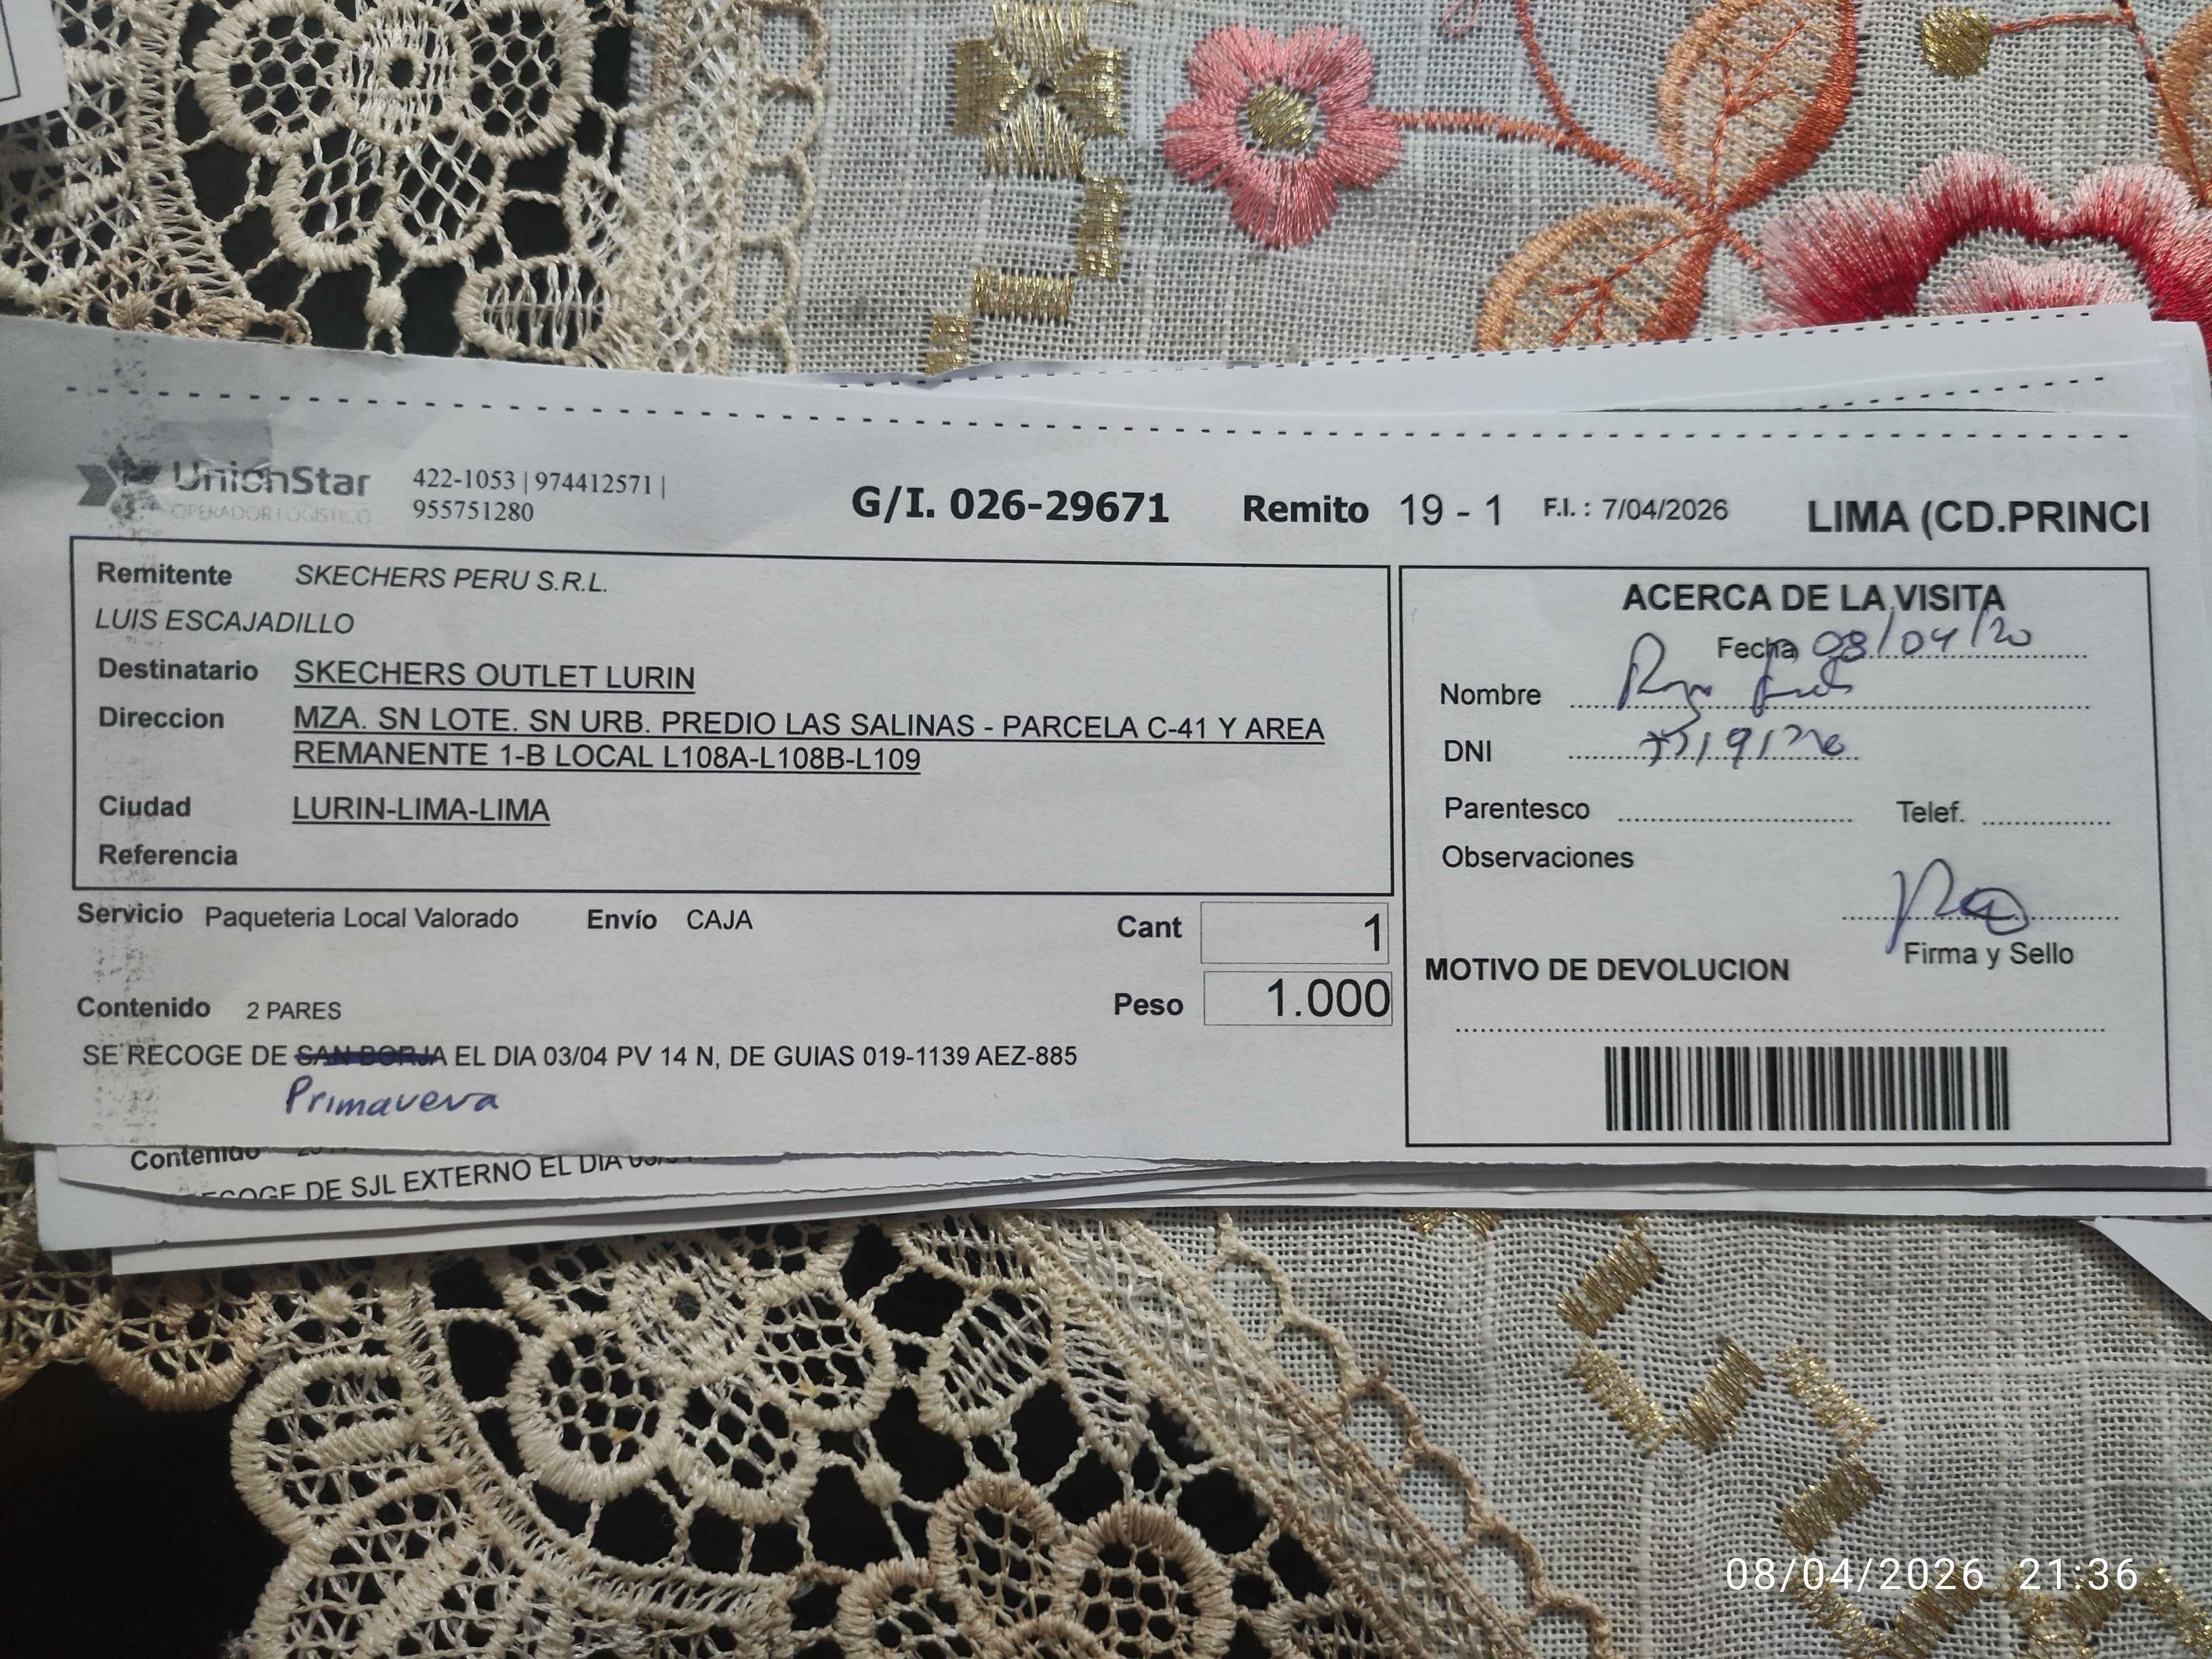 UnionStar
OPERADOR LOGISTICO
422-1053 | 974412571 |
955751280
G/I. 026-29671 Remito 19 - 1 F.I. : 7/04/2026 LIMA (CD.PRINCI
Remitente SKECHERS PERU S.R.L.
LUIS ESCAJADILLO
Destinatario SKECHERS OUTLET LURIN
Direccion MZA. SN LOTE. SN URB. PREDIO LAS SALINAS - PARCELA C-41 Y AREA
REMANENTE 1-B LOCAL L108A-L108B-L109
Ciudad LURIN-LIMA-LIMA
Referencia
Servicio Paqueteria Local Valorado Envío CAJA
Cant 1
Peso 1.000
Contenido 2 PARES
SE RECOGE DE SAN BORJA EL DIA 03/04 PV 14 N, DE GUIAS 019-1139 AEZ-885
Primavera
ACERCA DE LA VISITA
Fecha 08/04/20
Nombre
DNI
Parentesco Telef.
Observaciones
Firma y Sello
MOTIVO DE DEVOLUCION
Contenido
ECOGE DE SJL EXTERNO EL DIA
08/04/2026 21:36